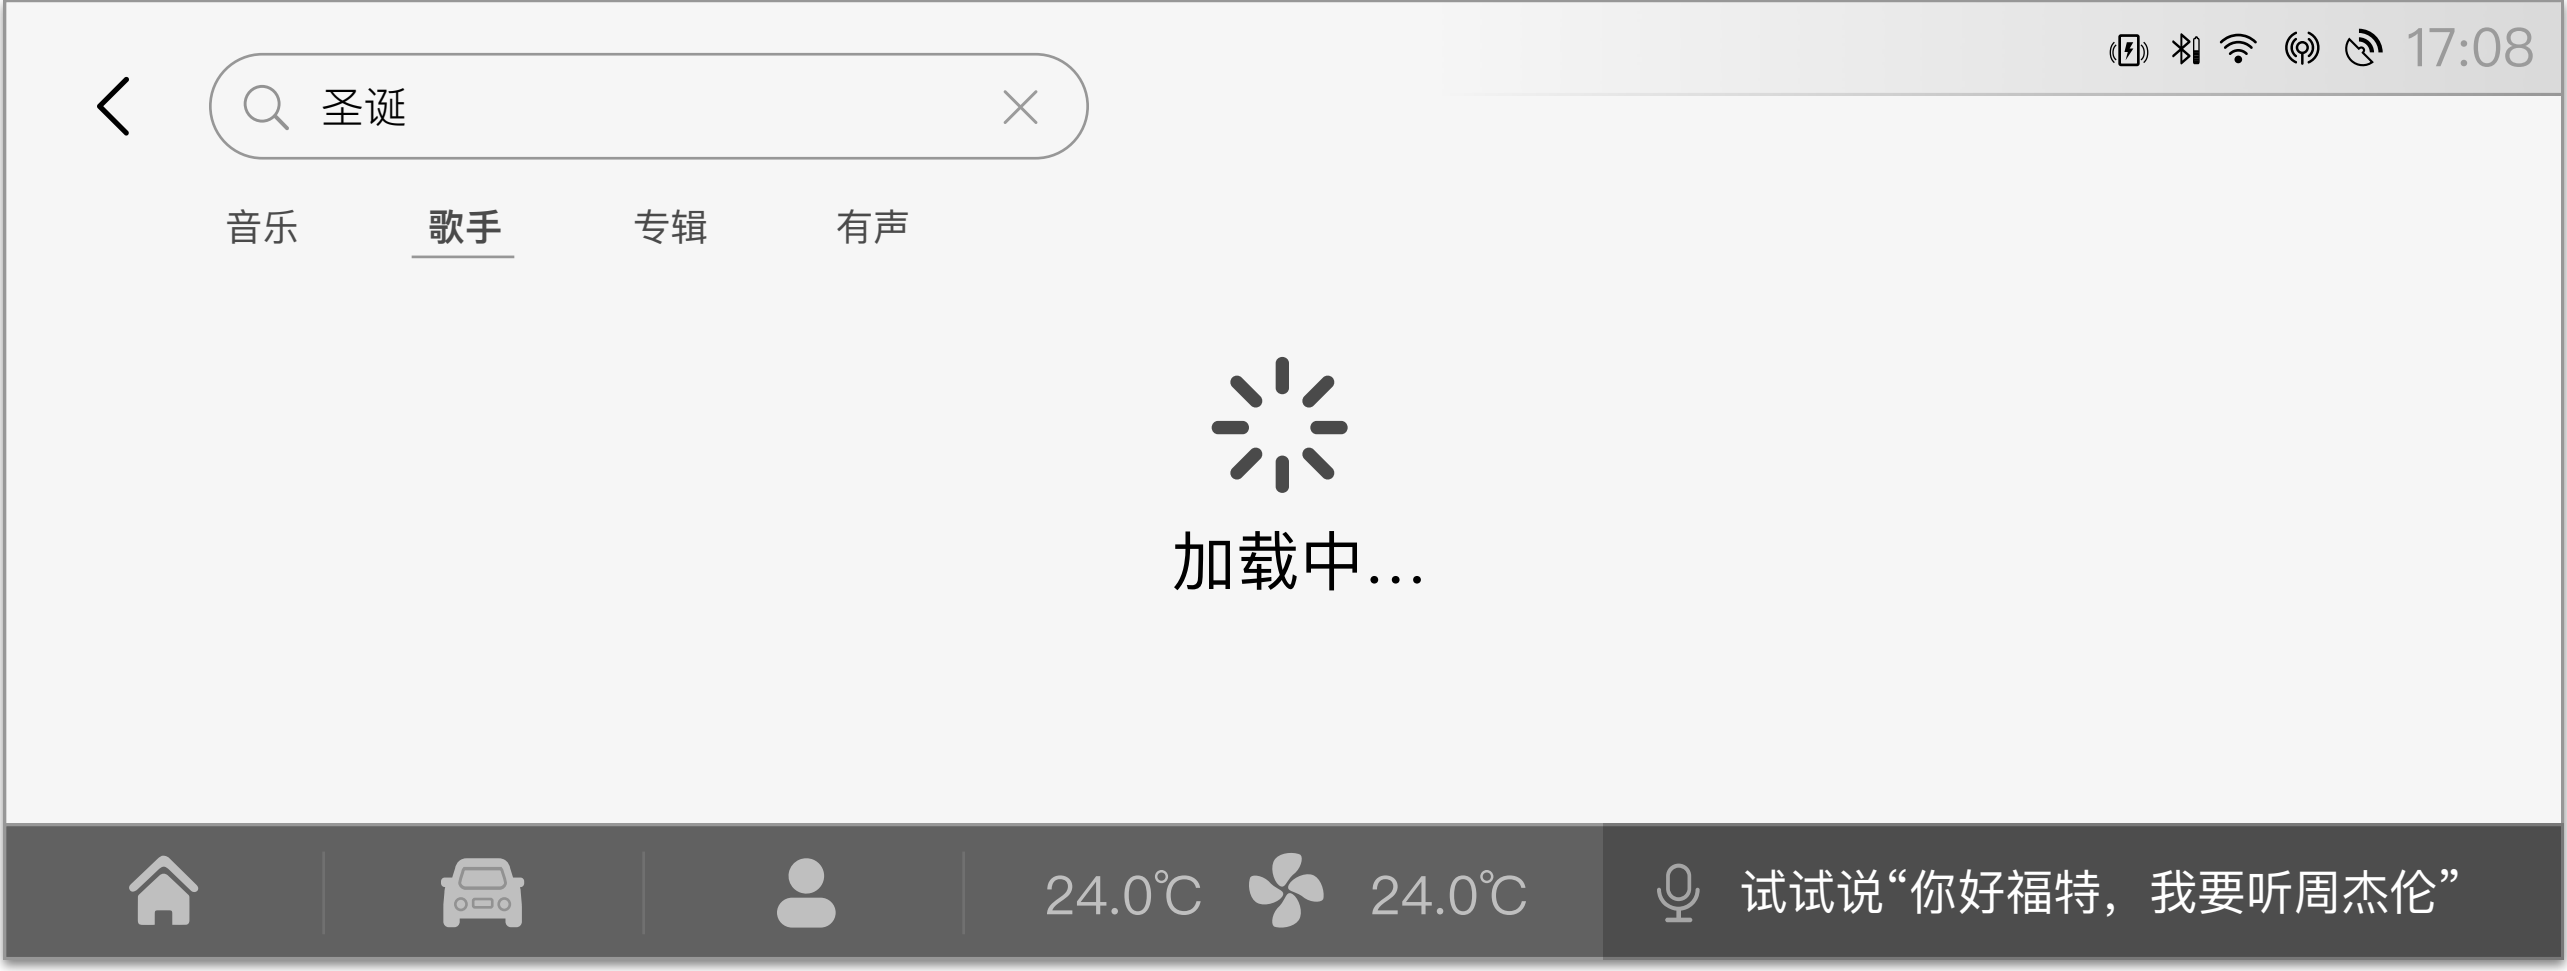 17:08
圣诞
音乐
歌手
专辑
有声
加载中...
24.0℃
24.0℃
试试说“你好福特，我要听周杰伦”